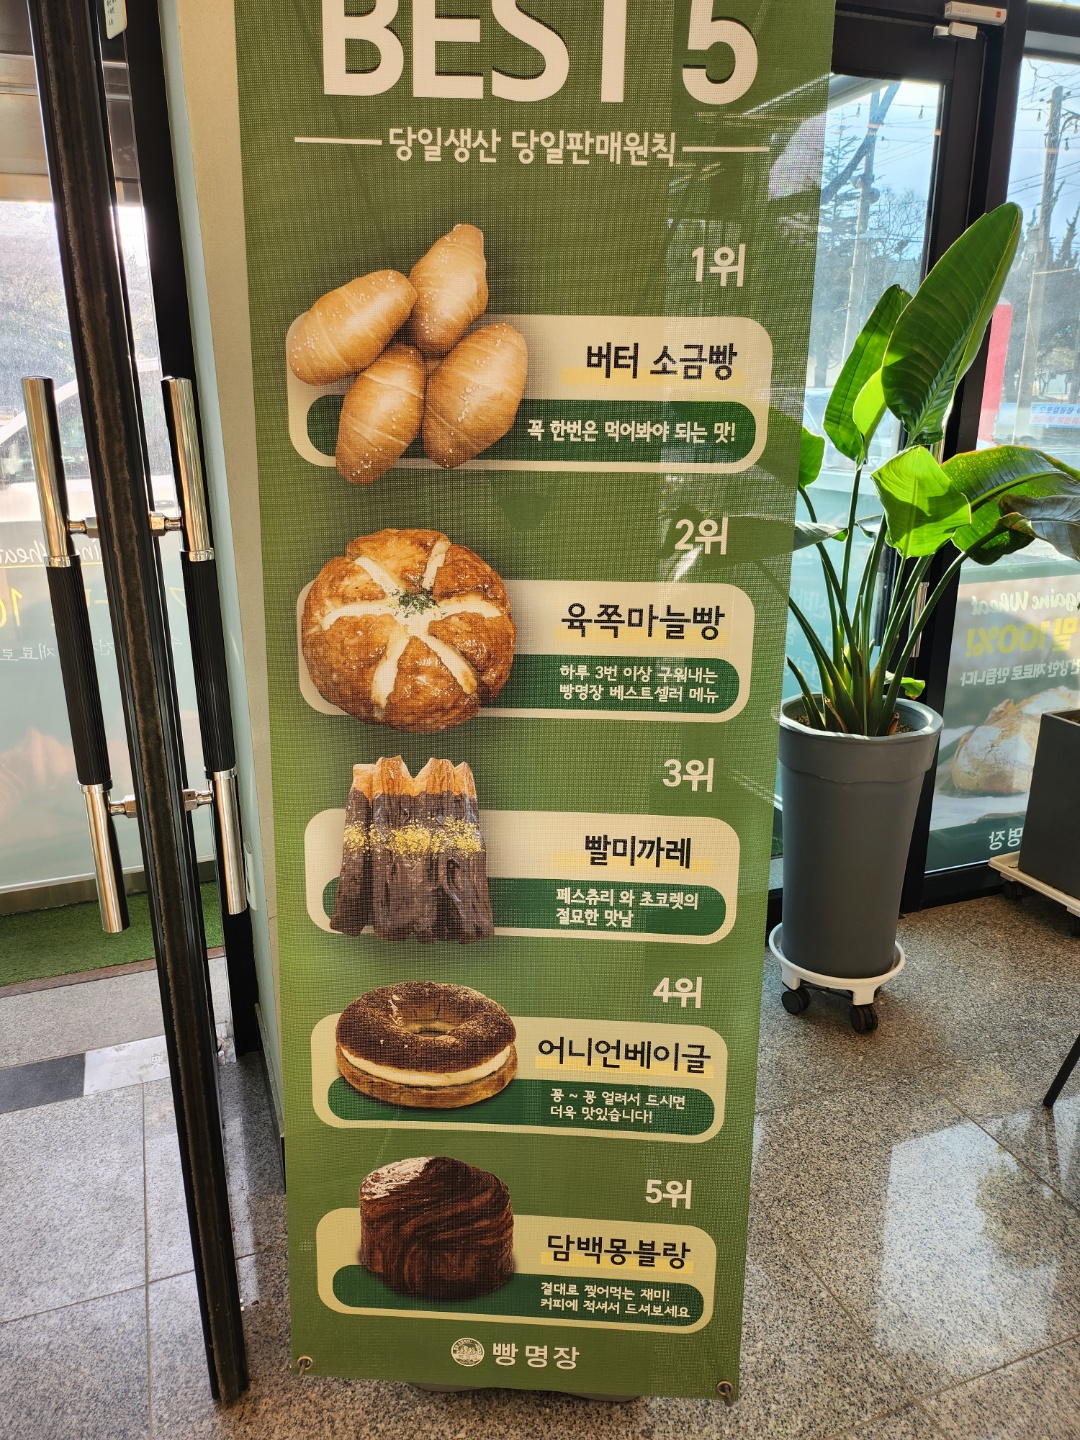 BEST 5
당일생산 당일판매원칙
1위
버터 소금빵
꼭 한번은 먹어봐야 되는 맛!
2위
육쪽마늘빵
하루 3번 이상 구워내는
빵명장 베스트셀러 메뉴
3위
빨미까레
페스츄리 와 초코렛의
절묘한 맛남
4위
어니언베이글
꽁 ~ 꽁 얼려서 드시면
더욱 맛있습니다!
5위
담백몽블랑
결대로 찢어먹는 재미!
커피에 적셔서 드셔보세요
빵명장